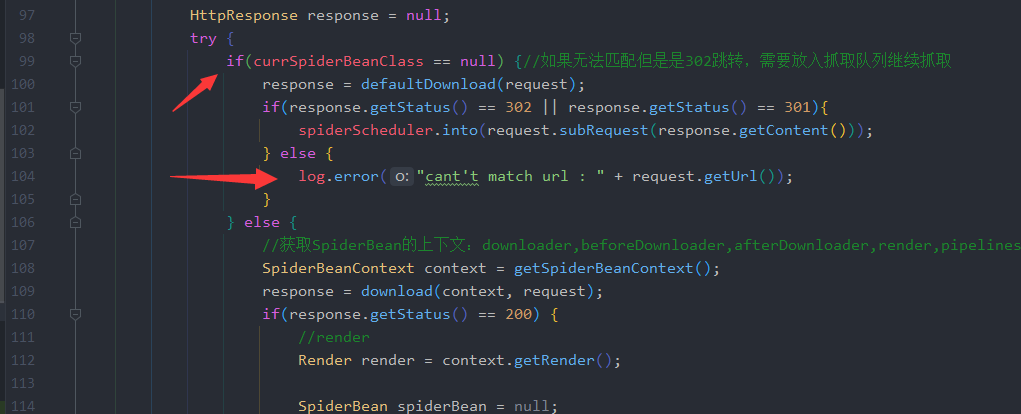 97 HttpResponse response = null;
98 try {
99 if(currSpiderBeanClass == null) {//如果无法匹配但是是302跳转，需要放入抓取队列继续抓取
100 response = defaultDownload(request);
101 if(response.getStatus() == 302 || response.getStatus() == 301){
102 spiderScheduler.into(request.subRequest(response.getContent()));
103 } else {
104 log.error( o: "cant't match url : " + request.getUrl());
105 }
106 } else {
107 //获取SpiderBean的上下文：downloader,beforeDownloader,afterDownloader,render,pipelines
108 SpiderBeanContext context = getSpiderBeanContext();
109 response = download(context, request);
110 if(response.getStatus() == 200) {
111 //render
112 Render render = context.getRender();
113
114 SpiderBean spiderBean = null;